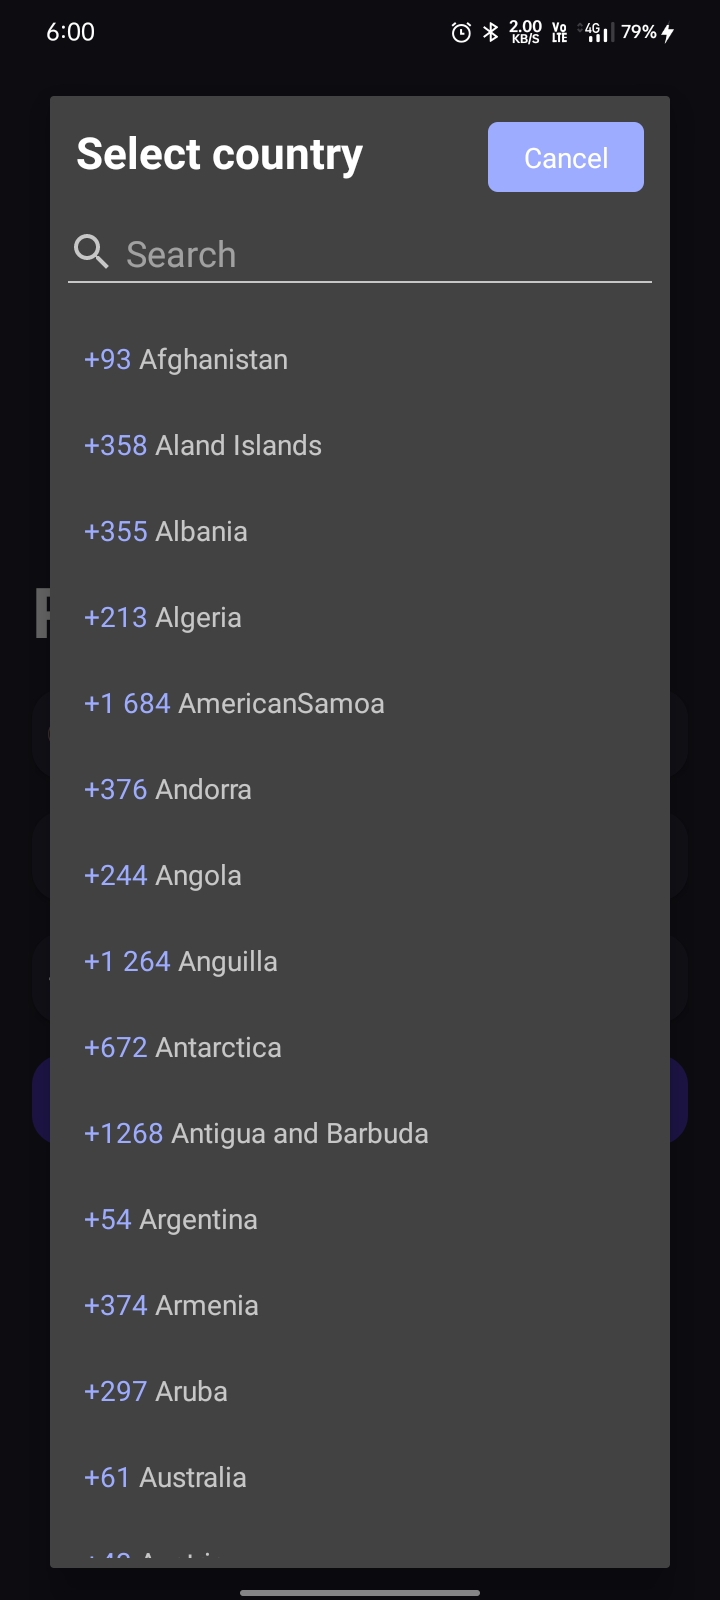 6:00
2.00 KB/S Vo LTE 4G 79%
Select country
Cancel
Search
+93 Afghanistan
+358 Aland Islands
+355 Albania
+213 Algeria
+1 684 AmericanSamoa
+376 Andorra
+244 Angola
+1 264 Anguilla
+672 Antarctica
+1268 Antigua and Barbuda
+54 Argentina
+374 Armenia
+297 Aruba
+61 Australia